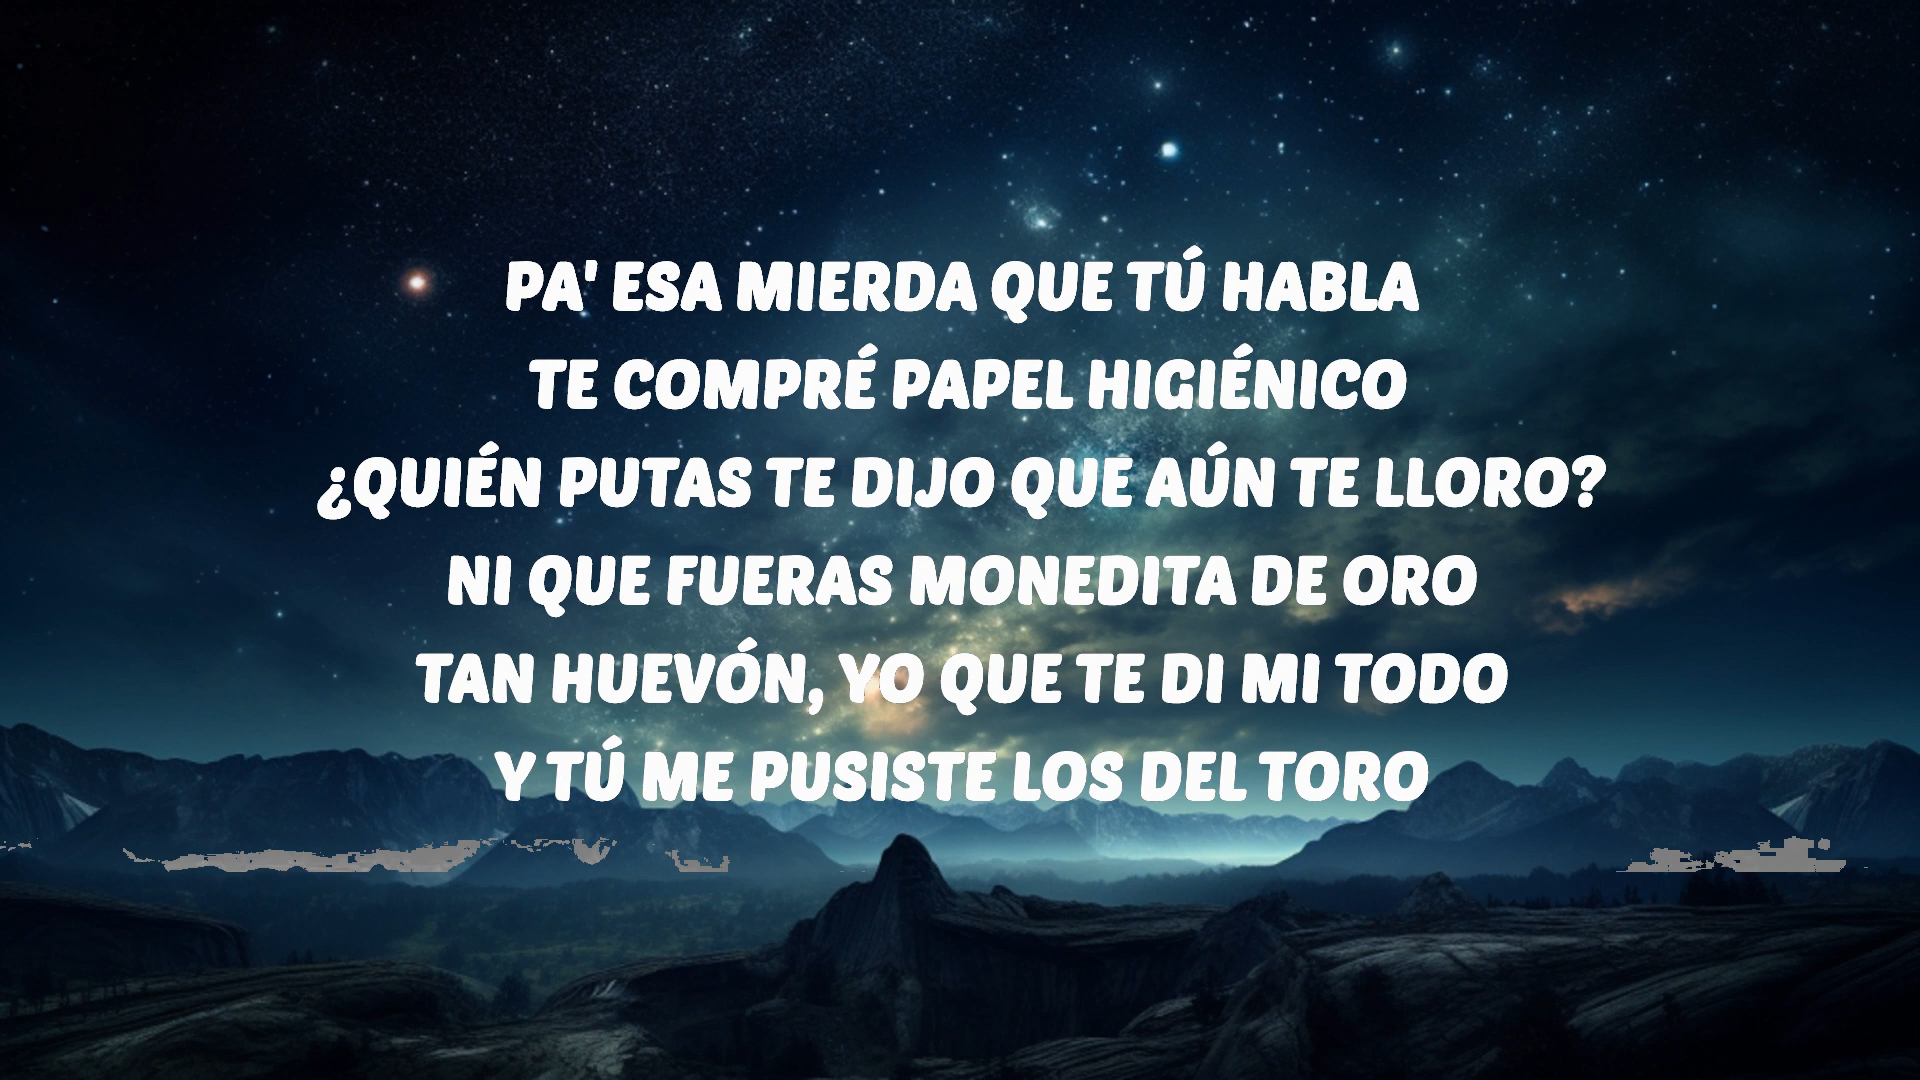 PA' ESA MIERDA QUE TÚ HABLA
TE COMPRÉ PAPEL HIGIÉNICO
¿QUIÉN PUTAS TE DIJO QUE AÚN TE LLORO?
NI QUE FUERAS MONEDITA DE ORO
TAN HUEVÓN, YO QUE TE DI MI TODO
Y TÚ ME PUSISTE LOS DEL TORO